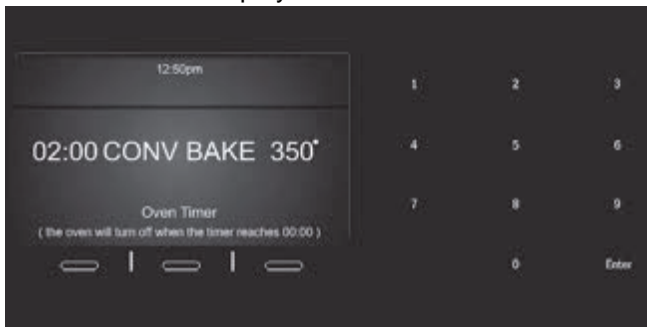 12:50pm
02:00 CONV BAKE 350°
Oven Timer
( the oven will turn off when the timer reaches 00:00 )
1 2 3
4 5 6
7 8 9
0 Enter